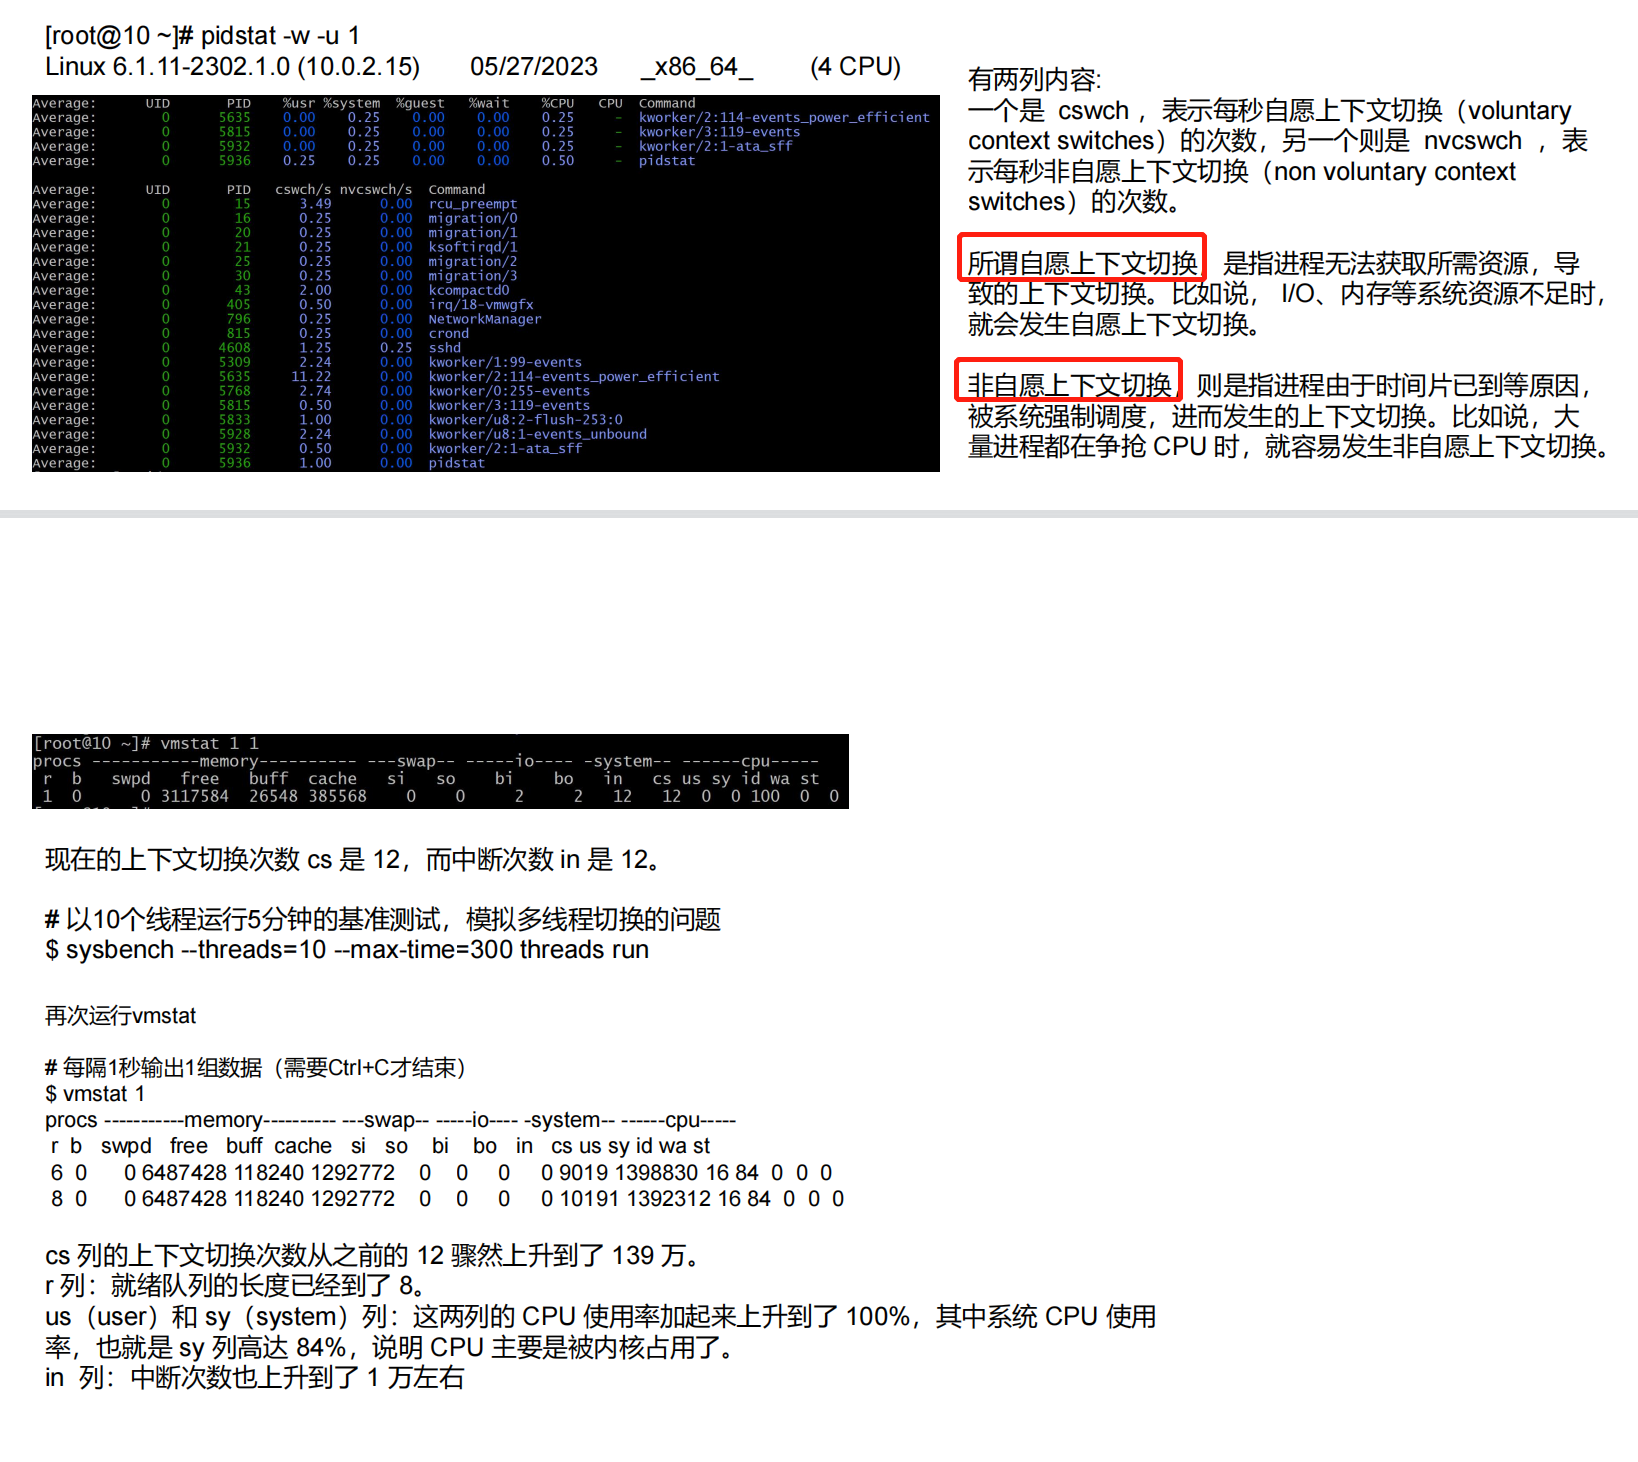 [root@10 ~]# pidstat -w -u 1
Linux 6.1.11-2302.1.0 (10.0.2.15) 05/27/2023 _x86_64_ (4 CPU)
Average: UID PID %usr %system %guest %wait %CPU CPU Command
Average: 0 5635 0.00 0.25 0.00 0.00 0.25 - kworker/2:114-events_power_efficient
Average: 0 5815 0.00 0.25 0.00 0.00 0.25 - kworker/3:119-events
Average: 0 5932 0.00 0.25 0.00 0.00 0.25 - kworker/2:1-ata_sff
Average: 0 5936 0.25 0.25 0.00 0.00 0.50 - pidstat
Average: UID PID cswch/s nvcswch/s Command
Average: 0 15 3.49 0.00 rcu_preempt
Average: 0 16 0.25 0.00 migration/0
Average: 0 20 0.25 0.00 migration/1
Average: 0 21 0.25 0.00 ksoftirqd/1
Average: 0 25 0.25 0.00 migration/2
Average: 0 30 0.25 0.00 migration/3
Average: 0 43 2.00 0.00 kcompactd0
Average: 0 405 0.50 0.00 irq/18-vmwgfx
Average: 0 796 0.25 0.00 NetworkManager
Average: 0 815 0.25 0.00 crond
Average: 0 4608 1.25 0.25 sshd
Average: 0 5309 2.24 0.00 kworker/1:99-events
Average: 0 5635 11.22 0.00 kworker/2:114-events_power_efficient
Average: 0 5768 2.74 0.00 kworker/0:255-events
Average: 0 5815 0.50 0.00 kworker/3:119-events
Average: 0 5833 1.00 0.00 kworker/u8:2-flush-253:0
Average: 0 5928 2.24 0.00 kworker/u8:1-events_unbound
Average: 0 5932 0.50 0.00 kworker/2:1-ata_sff
Average: 0 5936 1.00 0.00 pidstat
有两列内容:
一个是 cswch ，表示每秒自愿上下文切换（voluntary
context switches）的次数，另一个则是 nvcswch ，表
示每秒非自愿上下文切换（non voluntary context
switches）的次数。
所谓自愿上下文切换，是指进程无法获取所需资源，导
致的上下文切换。比如说， I/O、内存等系统资源不足时，
就会发生自愿上下文切换。
非自愿上下文切换，则是指进程由于时间片已到等原因，
被系统强制调度，进而发生的上下文切换。比如说，大
量进程都在争抢 CPU 时，就容易发生非自愿上下文切换。
[root@10 ~]# vmstat 1 1
procs -----------memory---------- ---swap-- -----io---- -system-- ------cpu-----
r b swpd free buff cache si so bi bo in cs us sy id wa st
1 0 0 3117584 26548 385568 0 0 2 2 12 12 0 0 100 0 0
现在的上下文切换次数 cs 是 12，而中断次数 in 是 12。
# 以10个线程运行5分钟的基准测试，模拟多线程切换的问题
$ sysbench --threads=10 --max-time=300 threads run
再次运行vmstat
# 每隔1秒输出1组数据（需要Ctrl+C才结束）
$ vmstat 1
procs -----------memory---------- ---swap-- -----io---- -system-- ------cpu-----
r b swpd free buff cache si so bi bo in cs us sy id wa st
6 0 0 6487428 118240 1292772 0 0 0 0 9019 1398830 16 84 0 0 0
8 0 0 6487428 118240 1292772 0 0 0 0 10191 1392312 16 84 0 0 0
cs 列的上下文切换次数从之前的 12 骤然上升到了 139 万。
r 列：就绪队列的长度已经到了 8。
us（user）和 sy（system）列：这两列的 CPU 使用率加起来上升到了 100%，其中系统 CPU 使用
率，也就是 sy 列高达 84%，说明 CPU 主要是被内核占用了。
in 列：中断次数也上升到了 1 万左右